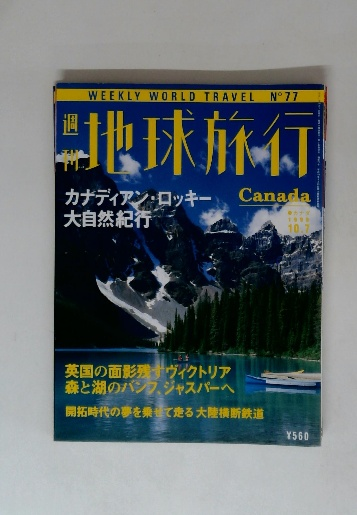 WEEKLY WORLD TRAVEL N°77
週刊 地球旅行
カナディアン・ロッキー
大自然紀行
Canada
10.7
英国の面影残すヴィクトリア
森と湖のバンフ、ジャスパーへ
開拓時代の夢を乗せて走る 大陸横断鉄道
¥560